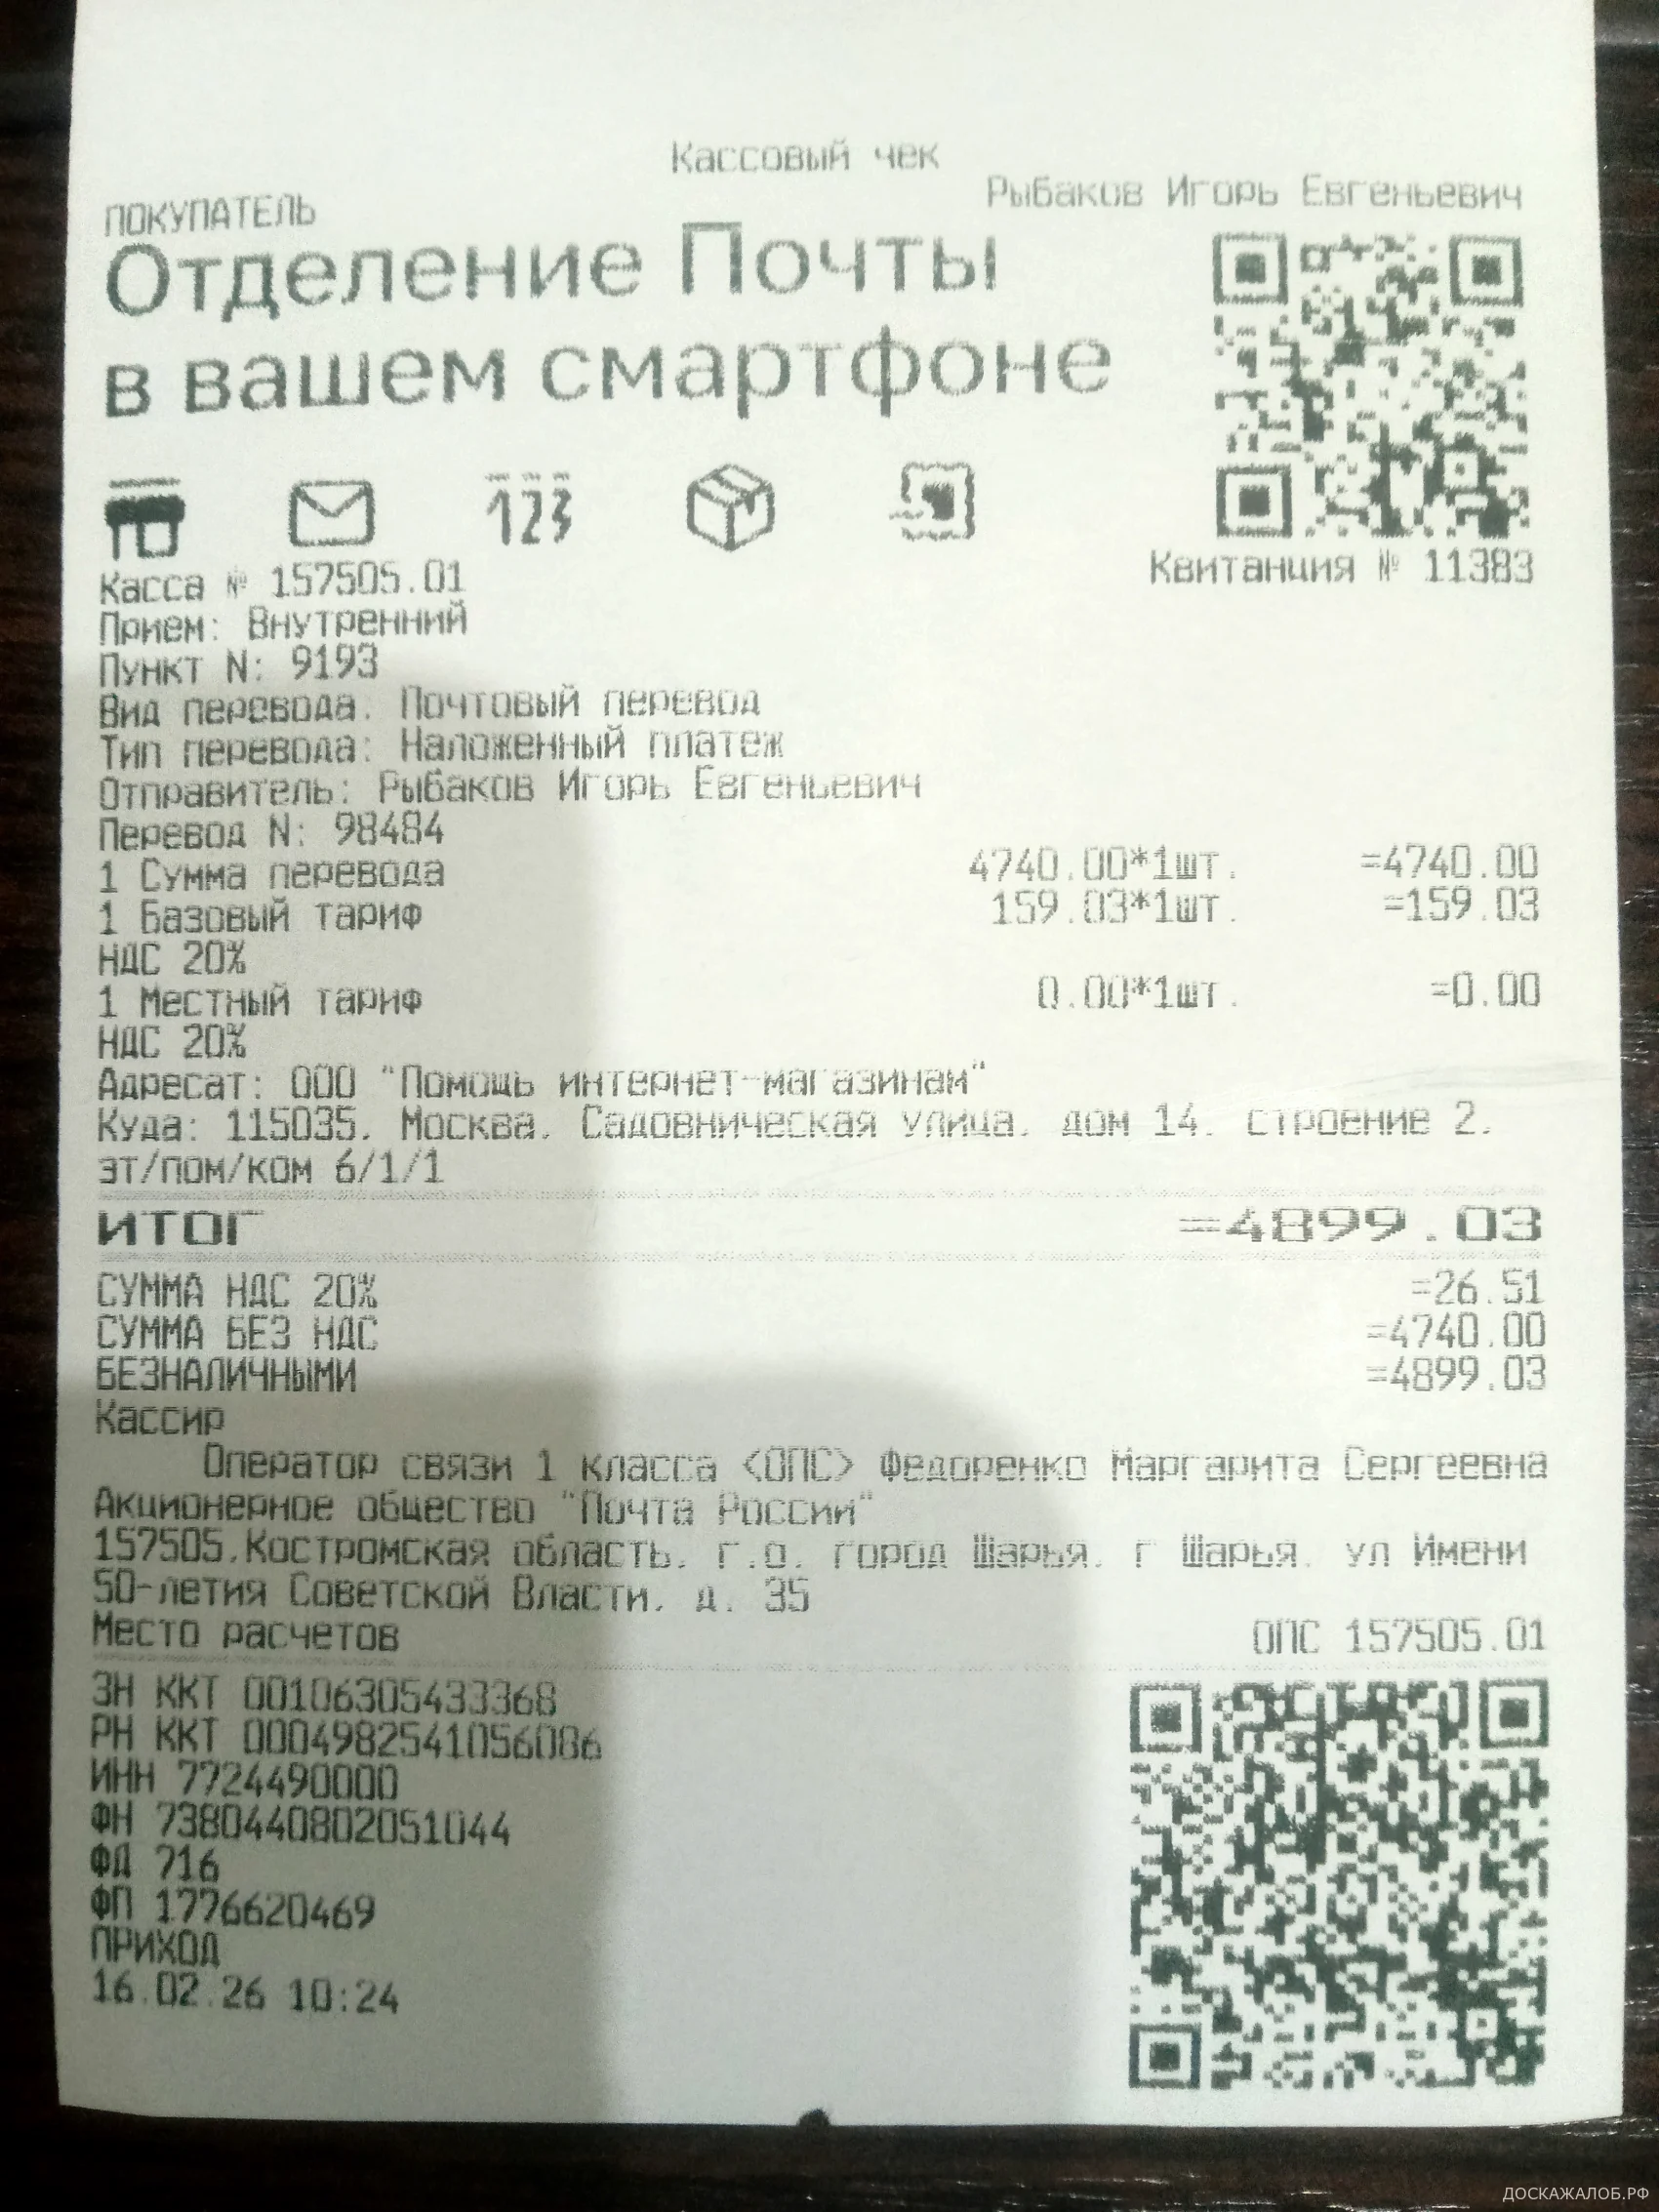 Кассовый чек
ПОКУПАТЕЛЬ Рыбаков Игорь Евгеньевич
Отделение Почты
в вашем смартфоне
123
Касса № 157505.01 Квитанция № 11383
Прием: Внутренний
Пункт N: 9193
Вид перевода: Почтовый перевод
Тип перевода: Наложенный платеж
Отправитель: Рыбаков Игорь Евгеньевич
Перевод N: 98484
1 Сумма перевода 4740.00*1шт. =4740.00
1 Базовый тариф 159.03*1шт. =159.03
НДС 20%
1 Местный тариф 0.00*1шт. =0.00
НДС 20%
Адресат: ООО "Помощь интернет-магазинам"
Куда: 115035, Москва, Садовническая улица, дом 14, строение 2,
эт/пом/ком 6/1/1
ИТОГ =4899.03
СУММА НДС 20% =26.51
СУММА БЕЗ НДС =4740.00
БЕЗНАЛИЧНЫМИ =4899.03
Кассир
Оператор связи 1 класса <ОПС> Федоренко Маргарита Сергеевна
Акционерное общество "Почта России"
157505,Костромская область, г.о. город Шарья, г Шарья, ул Имени
50-летия Советской Власти, д. 35
Место расчетов ОПС 157505.01
ЗН ККТ 00106305433368
РН ККТ 0004982541056086
ИНН 7724490000
ФН 7380440802051044
ФД 716
ФП 1776620469
ПРИХОД
16.02.26 10:24
ДОСКАЖАЛОБ.РФ